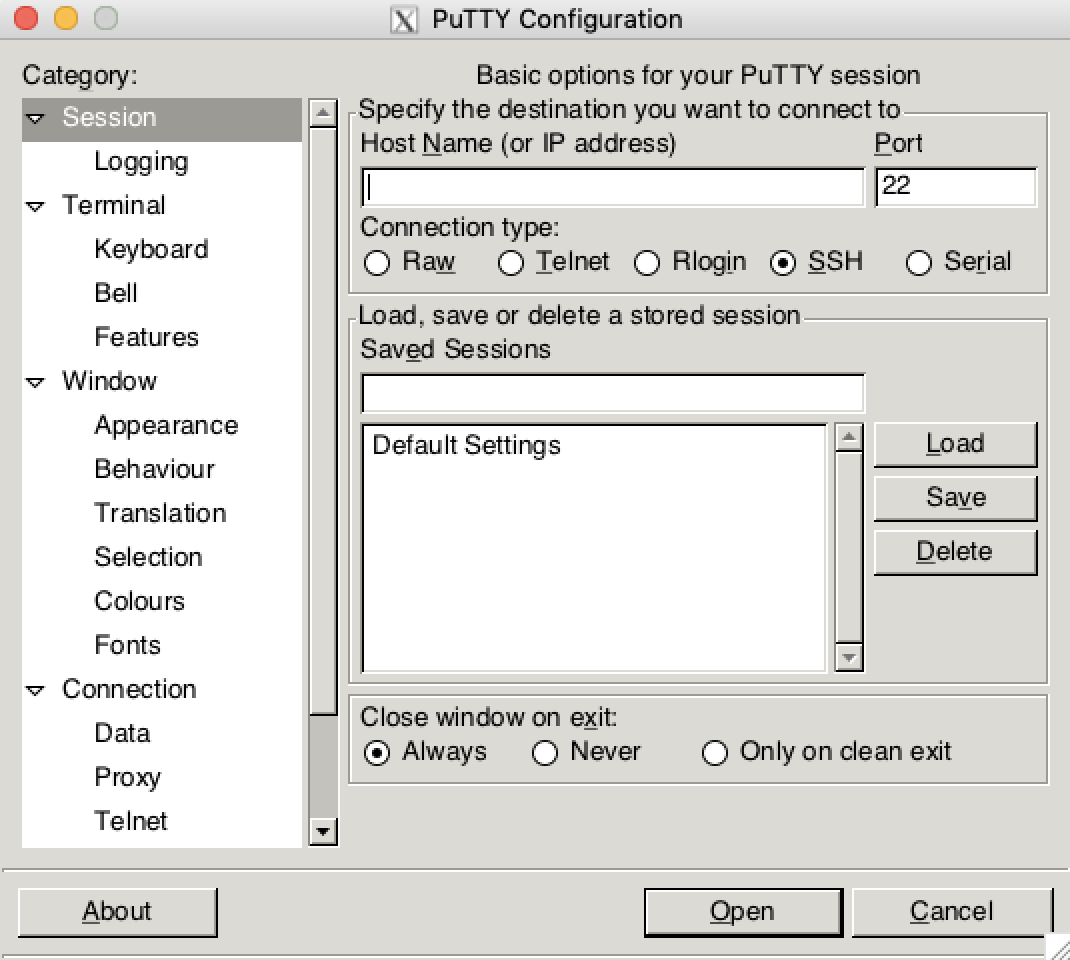 PuTTY Configuration
Category:
Session
Logging
Terminal
Keyboard
Bell
Features
Window
Appearance
Behaviour
Translation
Selection
Colours
Fonts
Connection
Data
Proxy
Telnet
Basic options for your PuTTY session
Specify the destination you want to connect to
Host Name (or IP address) Port
22
Connection type:
Raw Telnet Rlogin SSH Serial
Load, save or delete a stored session
Saved Sessions
Default Settings
Load
Save
Delete
Close window on exit:
Always Never Only on clean exit
About Open Cancel